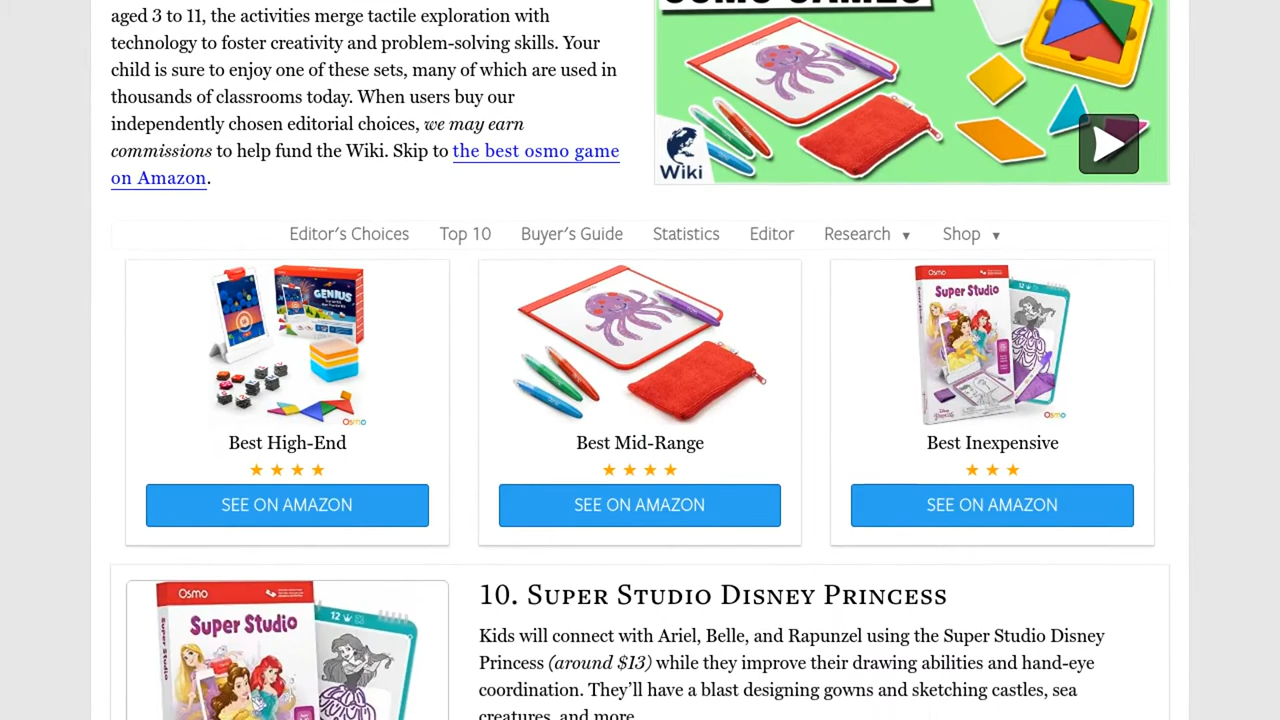 aged 3 to 11, the activities merge tactile exploration with
technology to foster creativity and problem-solving skills. Your
child is sure to enjoy one of these sets, many of which are used in
thousands of classrooms today. When users buy our
independently chosen editorial choices, we may earn
commissions to help fund the Wiki. Skip to the best osmo game
on Amazon.
Wiki
Editor's Choices Top 10 Buyer's Guide Statistics Editor Research ▾ Shop ▾
GENIUS
Osmo
Osmo
Super Studio
12
Osmo
Best High-End
Best Mid-Range
Best Inexpensive
★ ★ ★ ★
★ ★ ★ ★
★ ★ ★
SEE ON AMAZON
SEE ON AMAZON
SEE ON AMAZON
Osmo
Super Studio
12
10. Super Studio Disney Princess
Kids will connect with Ariel, Belle, and Rapunzel using the Super Studio Disney
Princess (around $13) while they improve their drawing abilities and hand-eye
coordination. They'll have a blast designing gowns and sketching castles, sea
creatures, and more.